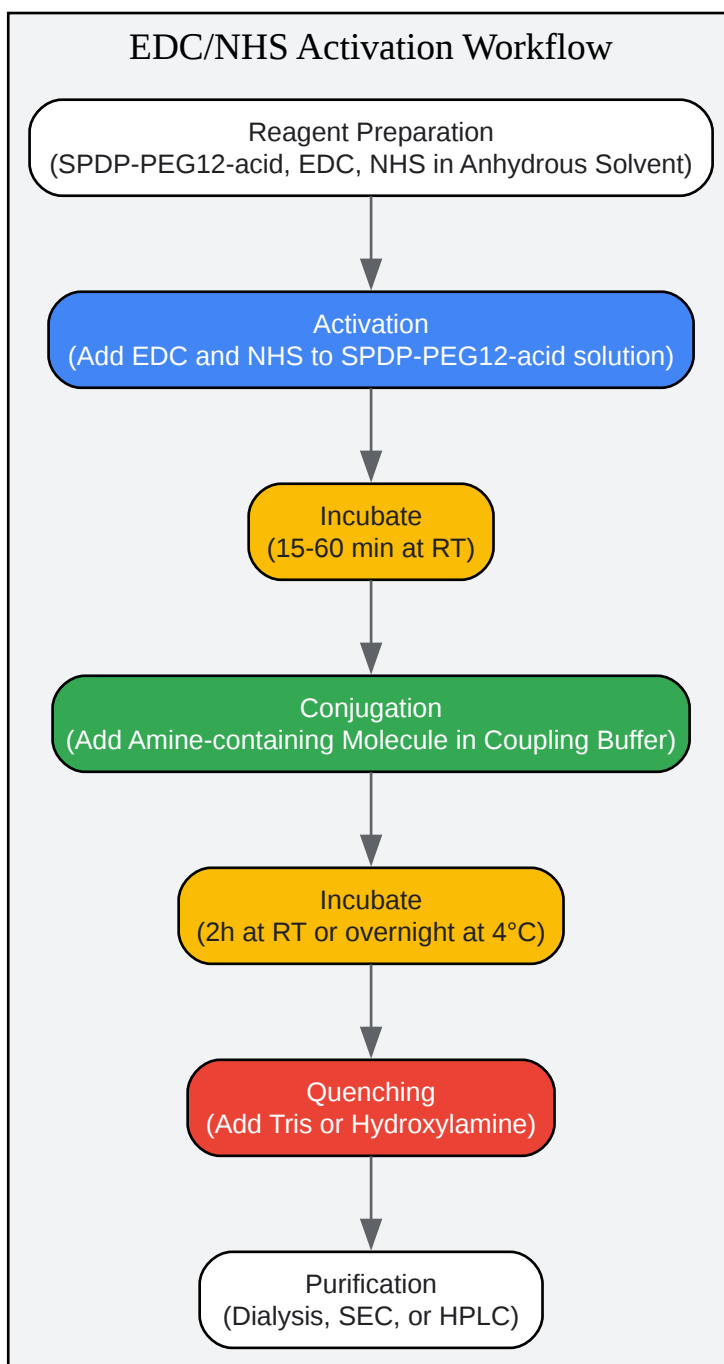 EDC/NHS Activation Workflow
Reagent Preparation
(SPDP-PEG12-acid, EDC, NHS in Anhydrous Solvent)
Activation
(Add EDC and NHS to SPDP-PEG12-acid solution)
Incubate
(15-60 min at RT)
Conjugation
(Add Amine-containing Molecule in Coupling Buffer)
Incubate
(2h at RT or overnight at 4°C)
Quenching
(Add Tris or Hydroxylamine)
Purification
(Dialysis, SEC, or HPLC)